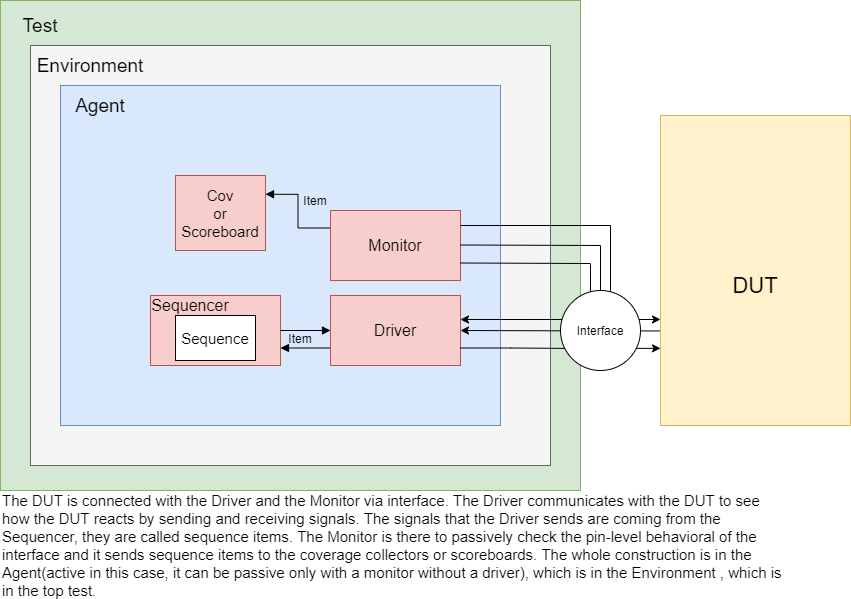 Test
Environment
Agent
Cov
or
Scoreboard
Item
Monitor
DUT
Sequencer
Sequence
Item
Driver
Interface
The DUT is connected with the Driver and the Monitor via interface. The Driver communicates with the DUT to see
how the DUT reacts by sending and receiving signals. The signals that the Driver sends are coming from the
Sequencer, they are called sequence items. The Monitor is there to passively check the pin-level behavioral of the
interface and it sends sequence items to the coverage collectors or scoreboards. The whole construction is in the
Agent(active in this case, it can be passive only with a monitor without a driver), which is in the Environment , which is
in the top test.